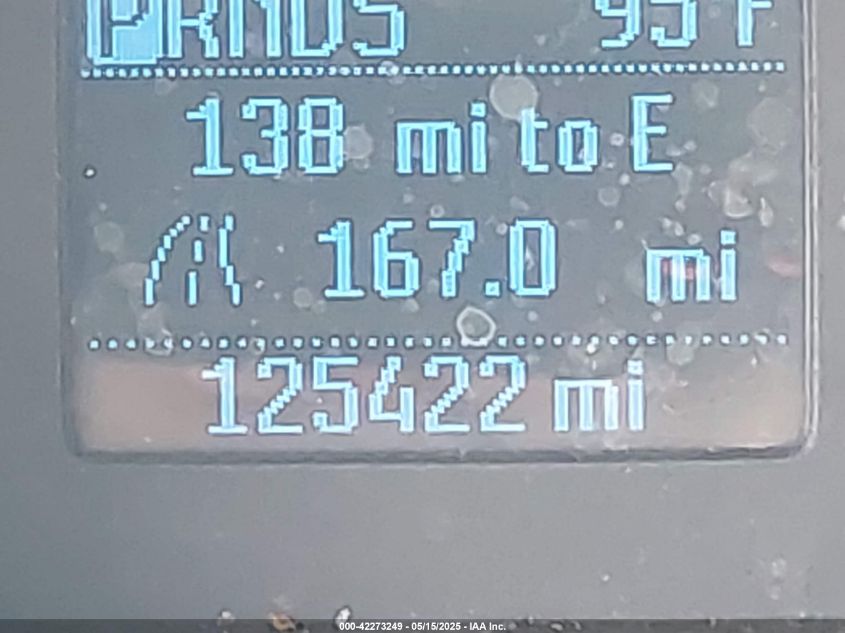 PRNDS 95°F
138 mi to E
167.0 mi
125422 mi
000-42273249 - 05/15/2025 - IAA Inc.